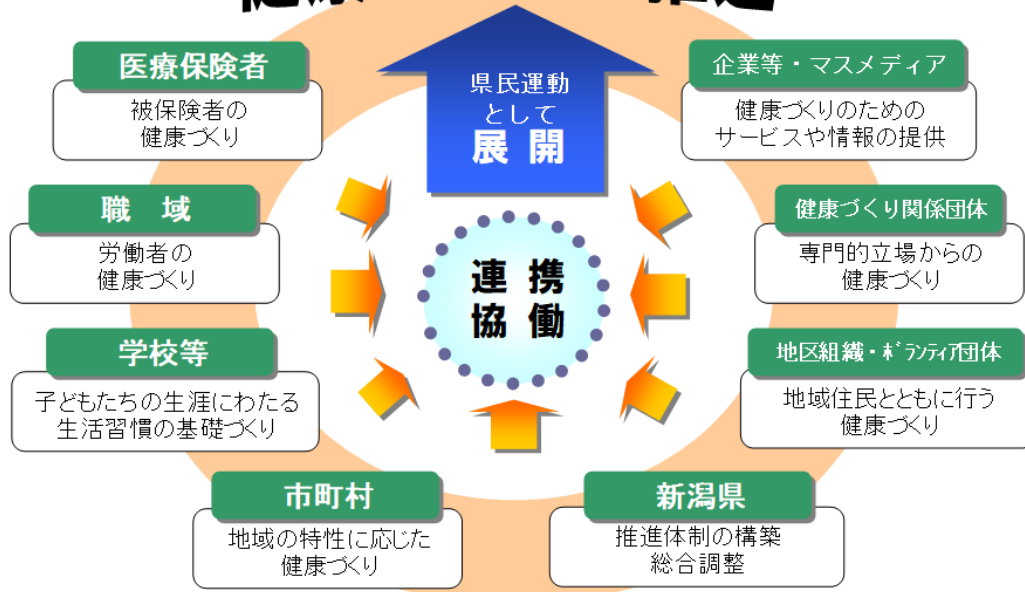 医療保険者
被保険者の
健康づくり
職 域
労働者の
健康づくり
学校等
子どもたちの生涯にわたる
生活習慣の基礎づくり
市町村
地域の特性に応じた
健康づくり
県民運動
として
展 開
連 携
協 働
企業等・マスメディア
健康づくりのための
サービスや情報の提供
健康づくり関係団体
専門的立場からの
健康づくり
地区組織・ボランティア団体
地域住民とともに行う
健康づくり
新潟県
推進体制の構築
総合調整